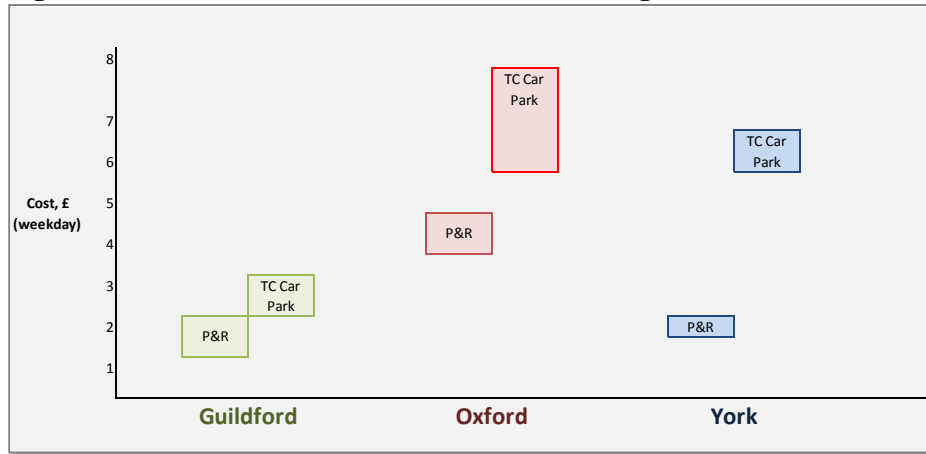 8
7
6
5
4
3
2
1
Cost, £
(weekday)
P&R
TC Car
Park
P&R
TC Car
Park
P&R
TC Car
Park
Guildford
Oxford
York